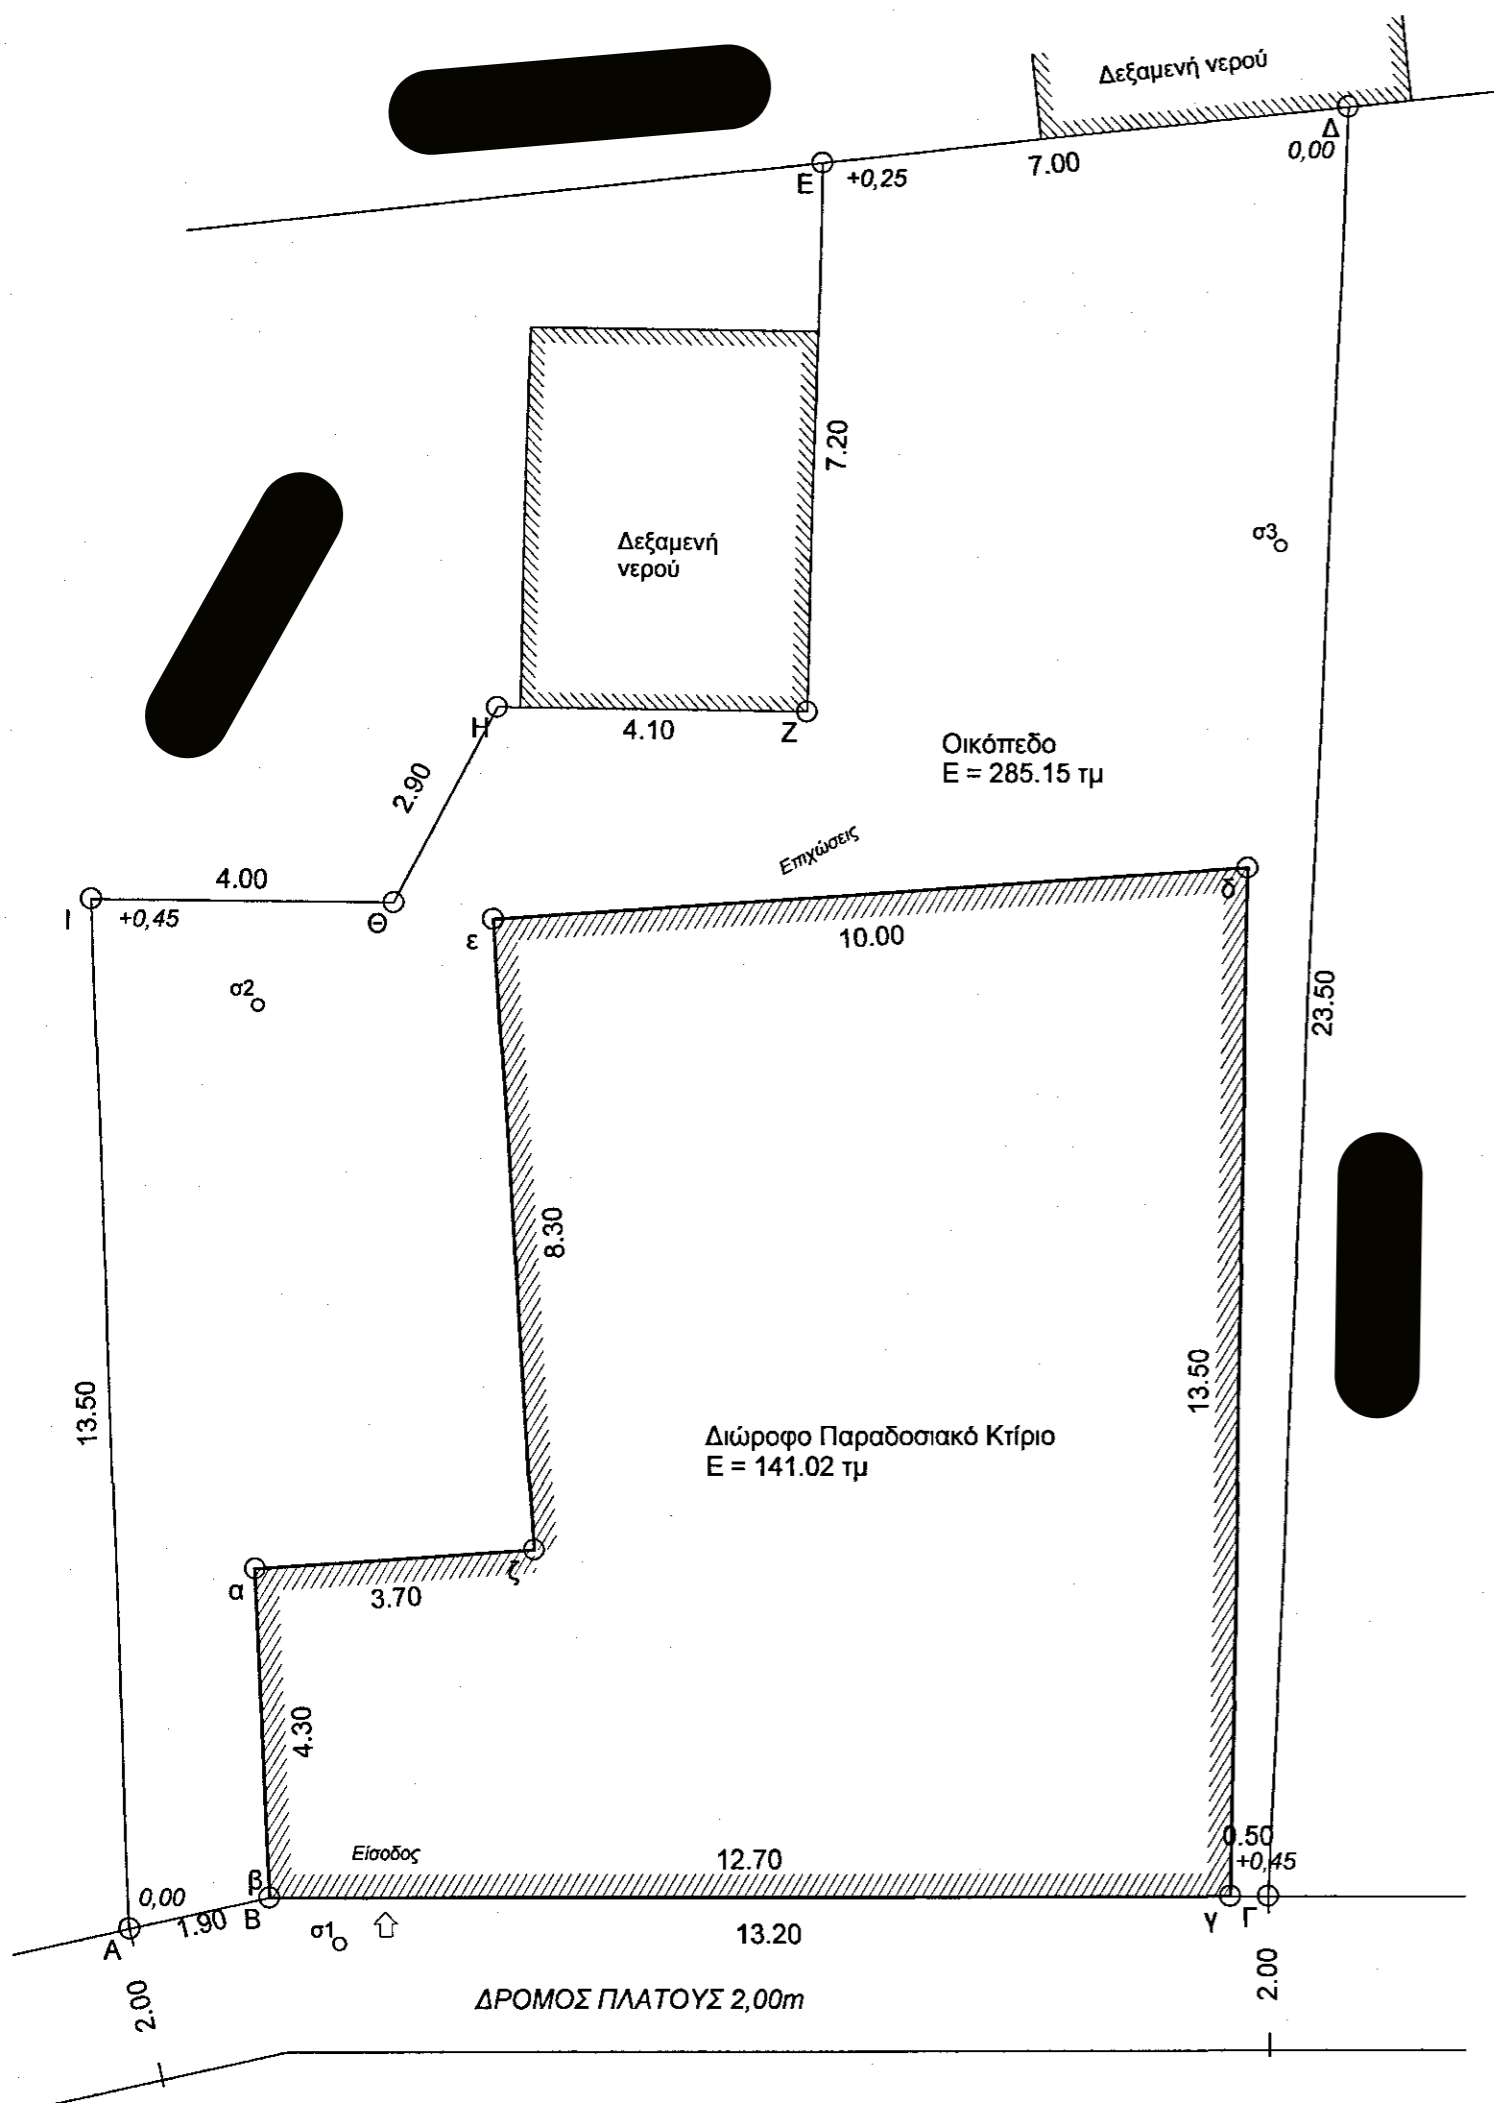 Δεξαμενή νερού
Δ
0,00
7.00
Ε
+0,25
7.20
Δεξαμενή
νερού
σ3
Η
4.10
Ζ
Οικόπεδο
Ε = 285.15 τμ
2.90
Επιχώσεις
4.00
Ι
+0,45
Θ
ε
δ
10.00
σ2
23.50
8.30
13.50
13.50
Διώροφο Παραδοσιακό Κτίριο
Ε = 141.02 τμ
α
ζ
3.70
4.30
0.50
Είσοδος
12.70
+0,45
β
0,00
1.90
Β
γ
Γ
Α
σ1
13.20
2.00
2.00
ΔΡΟΜΟΣ ΠΛΑΤΟΥΣ 2,00m